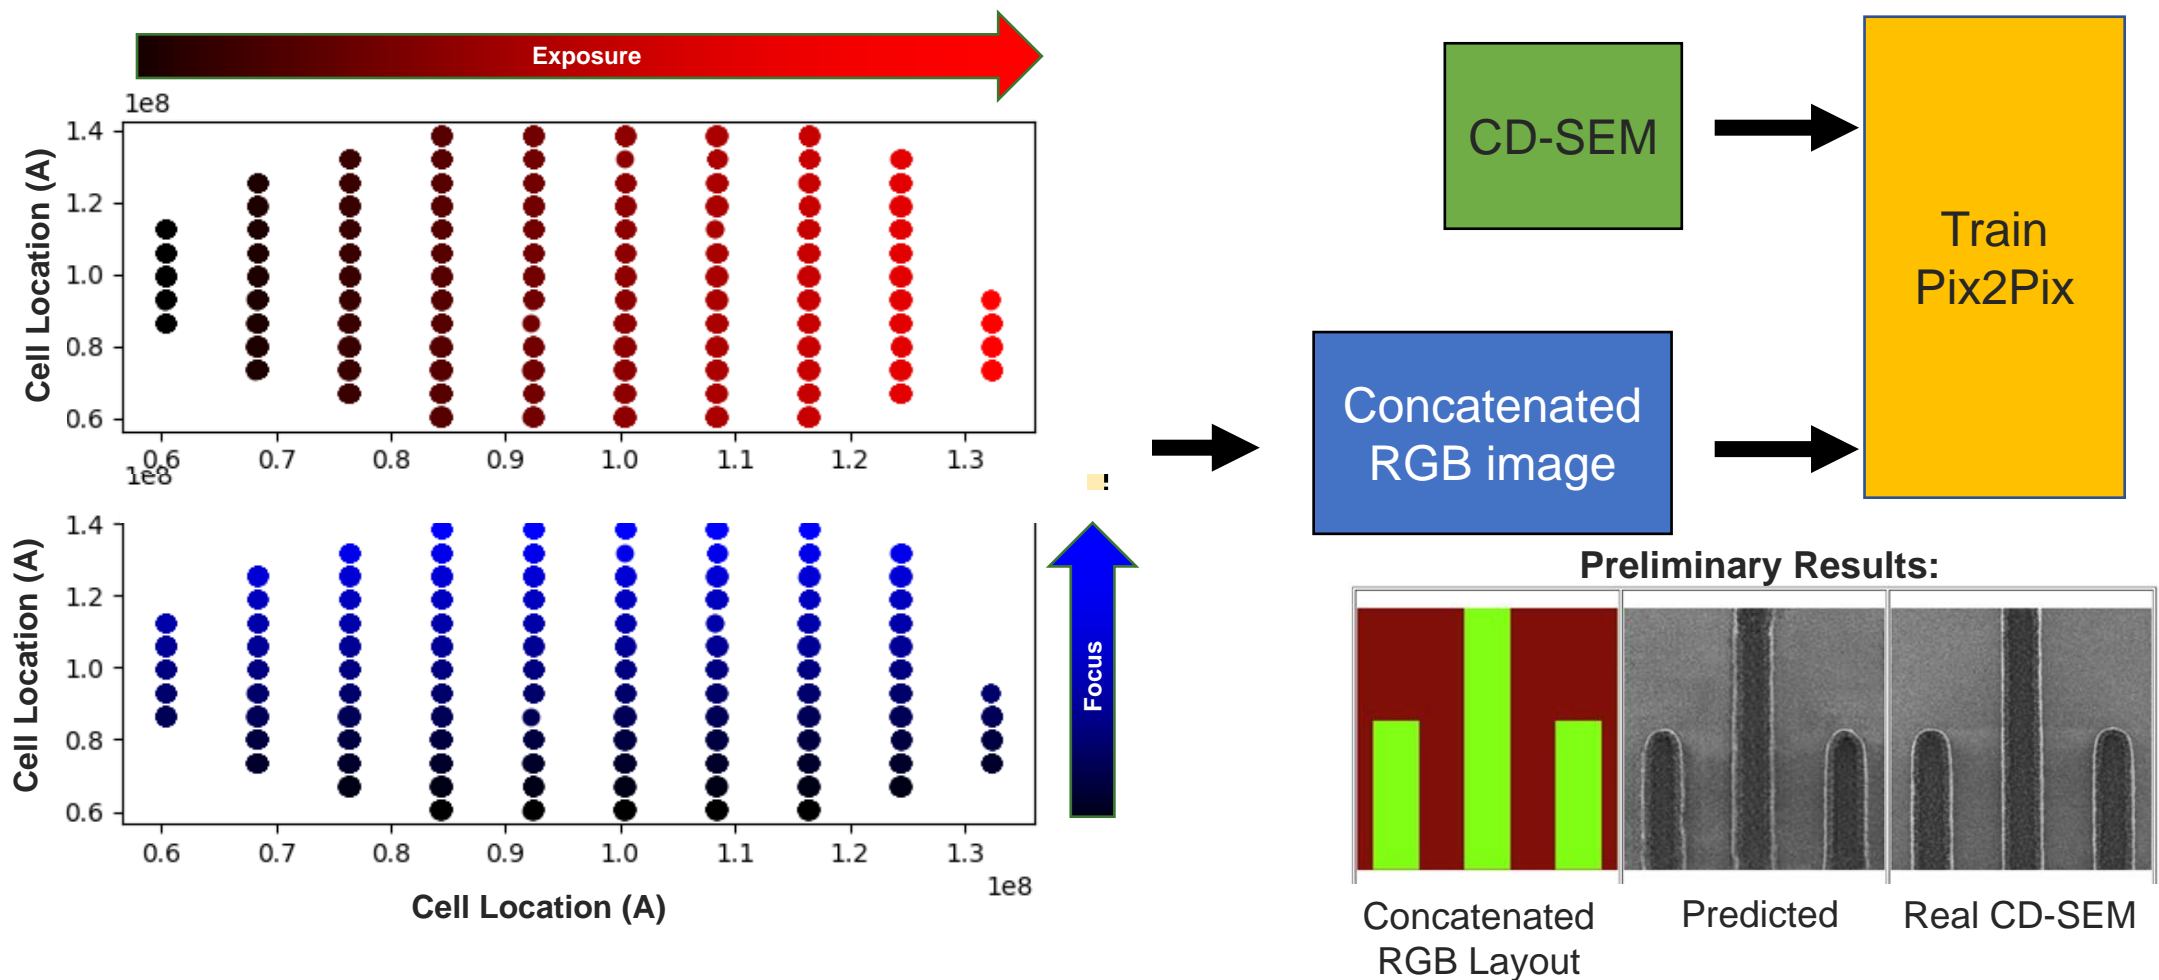 Exposure
1e8
1.4
1.2
1.0
0.8
0.6
Cell Location (A)
0.6 0.7 0.8 0.9 1.0 1.1 1.2 1.3
1e8
1.4
1.2
1.0
0.8
0.6
Cell Location (A)
0.6 0.7 0.8 0.9 1.0 1.1 1.2 1.3
1e8
Cell Location (A)
!
Focus
CD-SEM
Concatenated
RGB image
Train
Pix2Pix
Preliminary Results:
Concatenated
RGB Layout
Predicted
Real CD-SEM